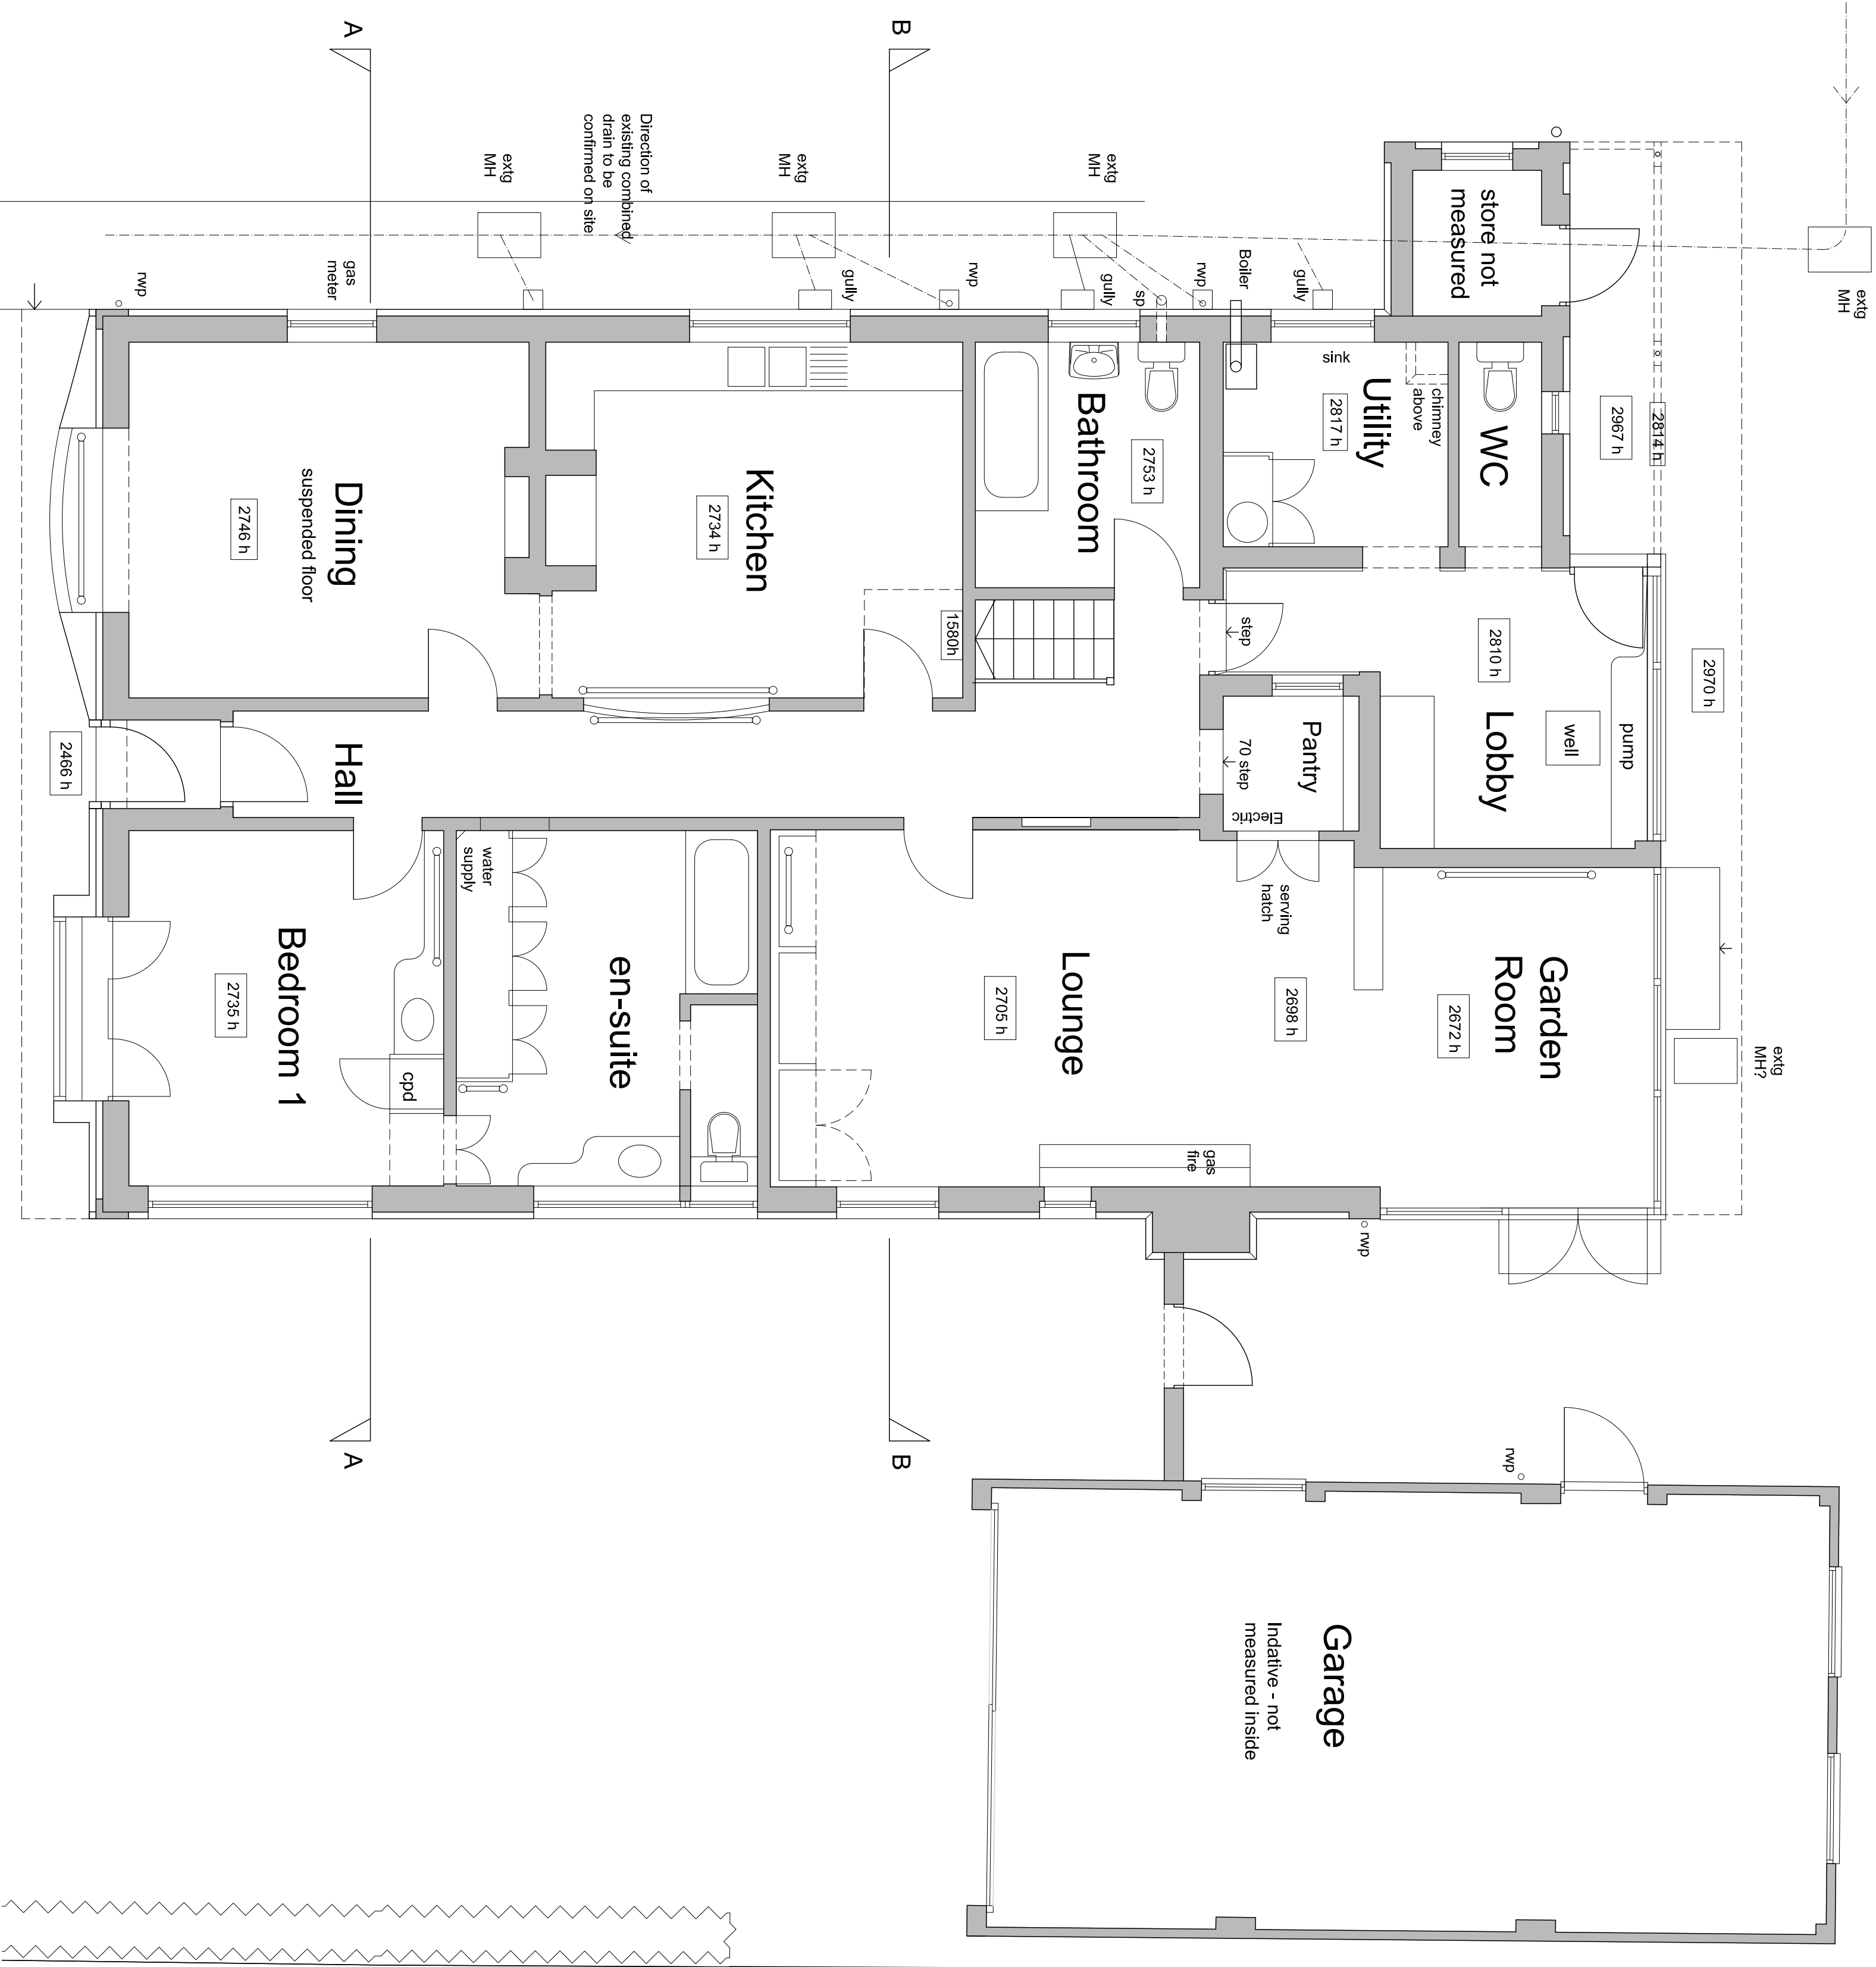 A
B
Direction of
existing combined
drain to be
confirmed on site
extg
MH
extg
MH
extg
MH
extg
MH
rwp
gas
meter
gully
rwp
gully
sp
rwp
Boiler
gully
store not
measured
sink
chimney
above
Utility
2817 h
WC
2967 h
2814 h
Bathroom
2753 h
Kitchen
2734 h
Dining
suspended floor
2746 h
1580h
step
2810 h
Lobby
well
pump
2970 h
Pantry
70 step
Electric
Hall
2466 h
water
supply
serving
hatch
Bedroom 1
2735 h
cpd
en-suite
Lounge
2705 h
2698 h
Garden
Room
2672 h
extg
MH?
gas
fire
rwp
A
B
rwp
Garage
Indative - not
measured inside